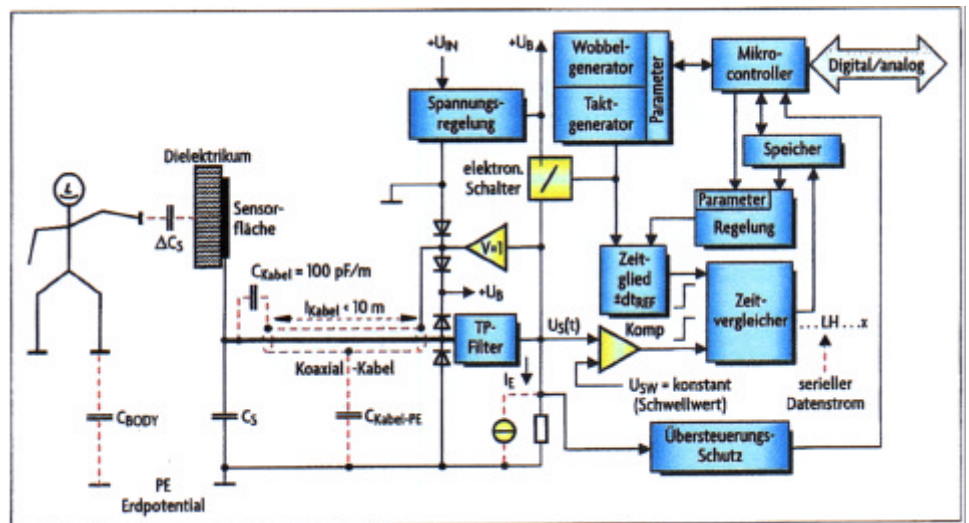 +U_IN
+U_B
Wobbel-
generator
Takt-
generator
Parameter
Mikro-
controller
Digital/analog
Spannungs-
regelung
Speicher
Dielektrikum
elektron.
Schalter
L
Sensor-
fläche
ΔC_S
Parameter
Regelung
V=1
C_Kabel = 100 pF/m
Zeit-
glied
±dt_REF
l_Kabel < 10 m
+U_B
Zeit-
vergleicher
TP-
Filter
U_S(t)
Komp
... LH ... x
Koaxial-Kabel
I_E
U_SW = konstant
(Schwellwert)
serieller
Datenstrom
C_BODY
C_S
C_Kabel-PE
Übersteuerungs-
Schutz
PE
Erdpotential